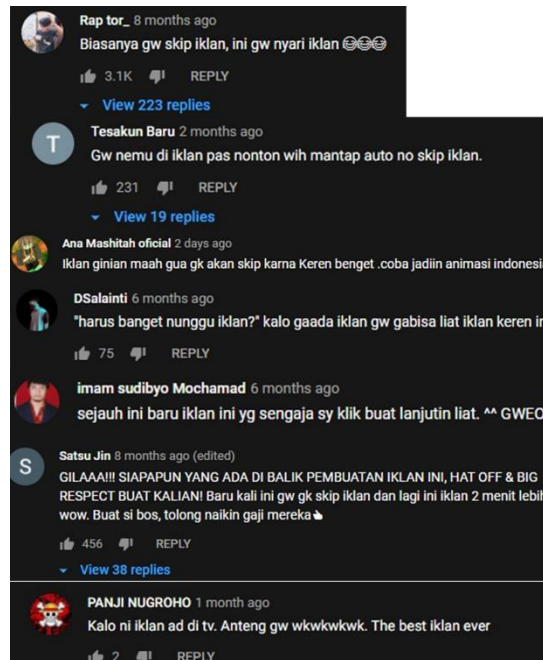 Rap tor_ 8 months ago
Biasanya gw skip iklan, ini gw nyari iklan 😂😂😂
3.1K REPLY
View 223 replies
T
Tesakun Baru 2 months ago
Gw nemu di iklan pas nonton wih mantap auto no skip iklan.
231 REPLY
View 19 replies
Ana Mashitah oficial 2 days ago
Iklan ginian maah gua gk akan skip karna Keren benget .coba jadiin animasi indonesi
DSalainti 6 months ago
"harus banget nunggu iklan?" kalo gaada iklan gw gabisa liat iklan keren in
75 REPLY
imam sudibyo Mochamad 6 months ago
sejauh ini baru iklan ini yg sengaja sy klik buat lanjutin liat. ^^ GWEO
S
Satsu Jin 8 months ago (edited)
GILAAA!!! SIAPAPUN YANG ADA DI BALIK PEMBUATAN IKLAN INI, HAT OFF & BIG
RESPECT BUAT KALIAN! Baru kali ini gw gk skip iklan dan lagi ini iklan 2 menit lebih
wow. Buat si bos, tolong naikin gaji mereka👆
456 REPLY
View 38 replies
PANJI NUGROHO 1 month ago
Kalo ni iklan ad di tv. Anteng gw wkwkwkwk. The best iklan ever
2 REPLY